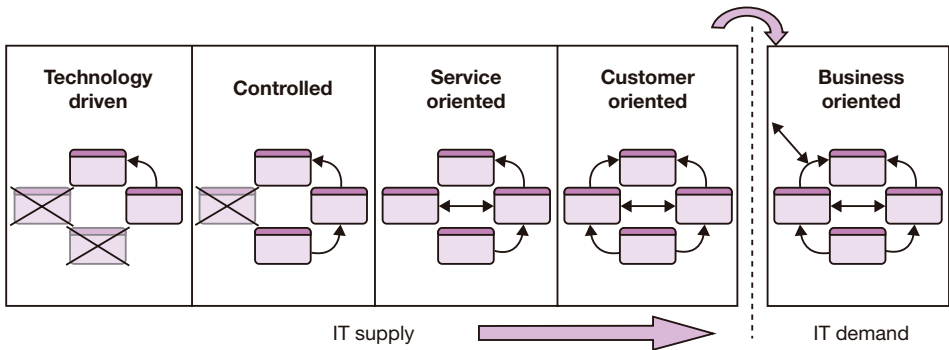 Technology
driven
Controlled
Service
oriented
Customer
oriented
Business
oriented
IT supply
IT demand